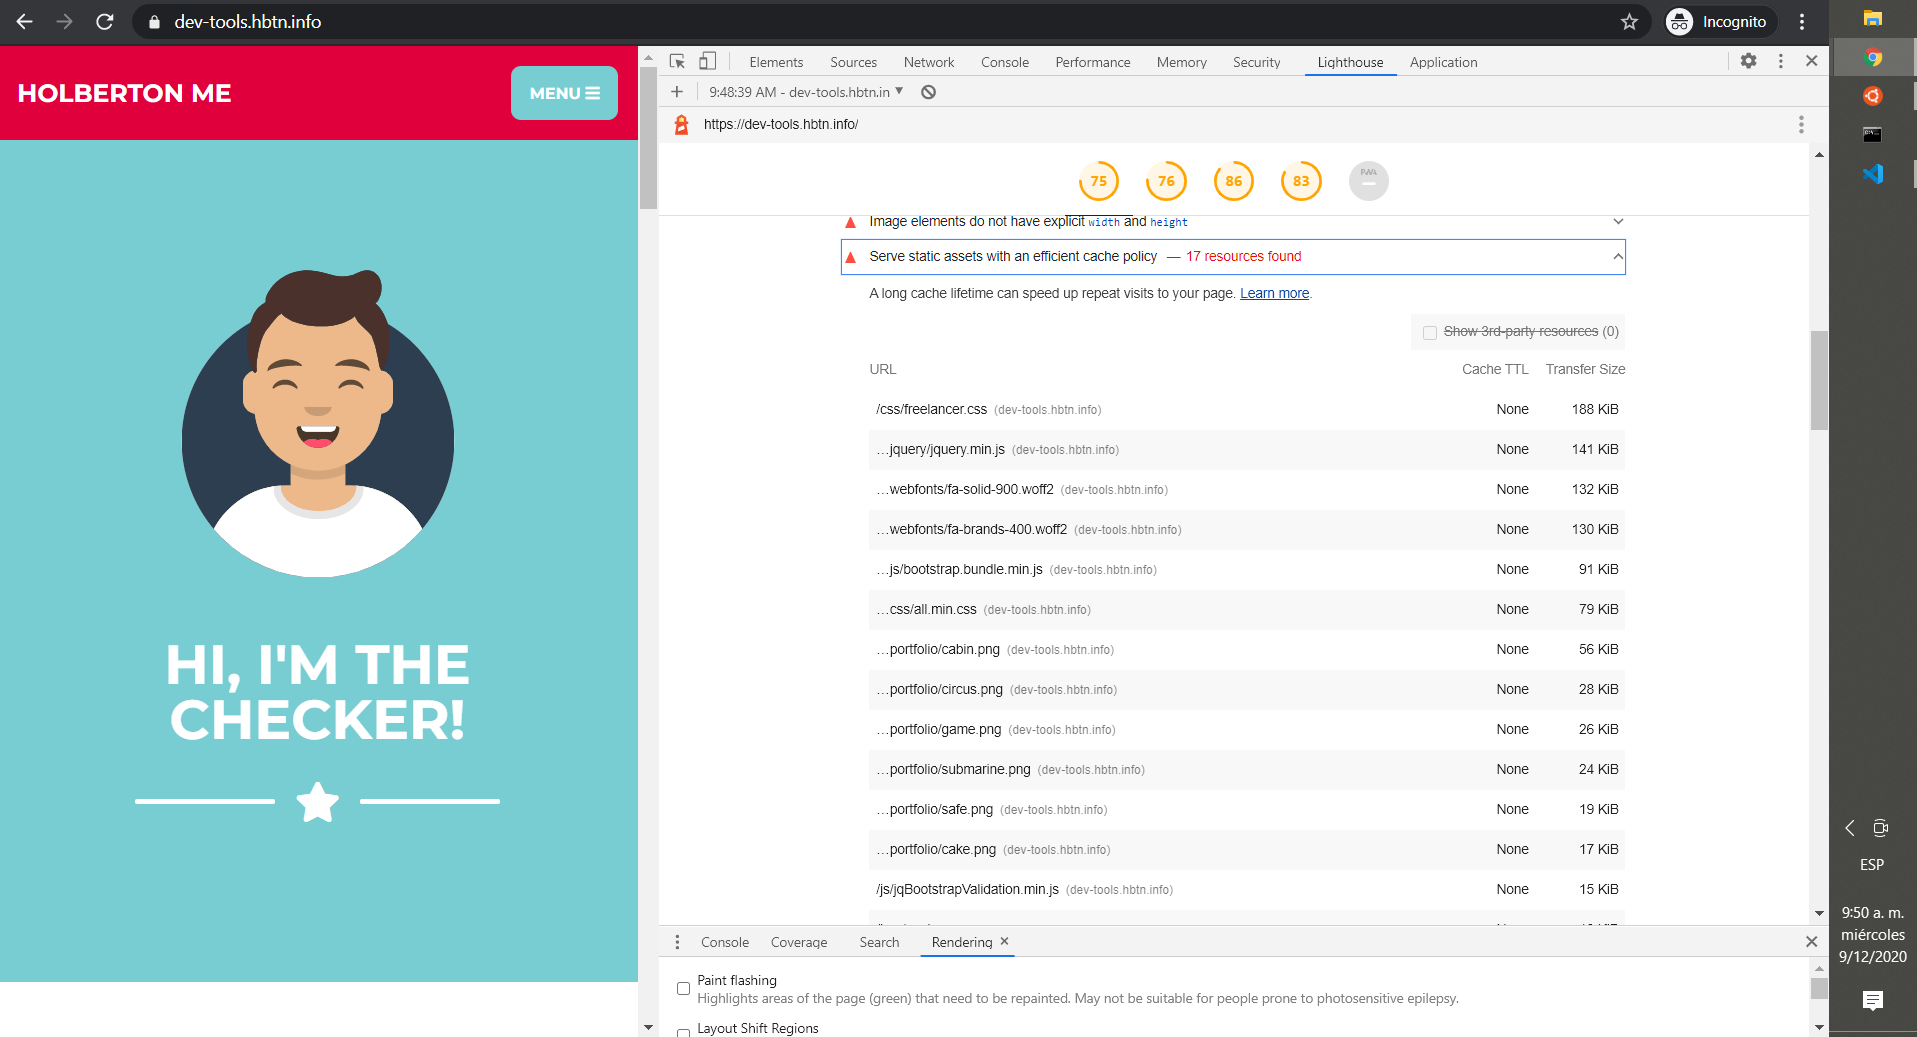 dev-tools.hbtn.info
Incognito
HOLBERTON ME
MENU
HI, I'M THE
CHECKER!
Elements Sources Network Console Performance Memory Security Lighthouse Application
9:48:39 AM - dev-tools.hbtn.in
https://dev-tools.hbtn.info/
75 76 86 83 PWA
Image elements do not have explicit width and height
Serve static assets with an efficient cache policy — 17 resources found
A long cache lifetime can speed up repeat visits to your page. Learn more.
Show 3rd-party resources (0)
URL Cache TTL Transfer Size
/css/freelancer.css (dev-tools.hbtn.info) None 188 KiB
…jquery/jquery.min.js (dev-tools.hbtn.info) None 141 KiB
…webfonts/fa-solid-900.woff2 (dev-tools.hbtn.info) None 132 KiB
…webfonts/fa-brands-400.woff2 (dev-tools.hbtn.info) None 130 KiB
…js/bootstrap.bundle.min.js (dev-tools.hbtn.info) None 91 KiB
…css/all.min.css (dev-tools.hbtn.info) None 79 KiB
…portfolio/cabin.png (dev-tools.hbtn.info) None 56 KiB
…portfolio/circus.png (dev-tools.hbtn.info) None 28 KiB
…portfolio/game.png (dev-tools.hbtn.info) None 26 KiB
…portfolio/submarine.png (dev-tools.hbtn.info) None 24 KiB
…portfolio/safe.png (dev-tools.hbtn.info) None 19 KiB
…portfolio/cake.png (dev-tools.hbtn.info) None 17 KiB
/js/jqBootstrapValidation.min.js (dev-tools.hbtn.info) None 15 KiB
Console Coverage Search Rendering
Paint flashing
Highlights areas of the page (green) that need to be repainted. May not be suitable for people prone to photosensitive epilepsy.
Layout Shift Regions
ESP
9:50 a. m.
miércoles
9/12/2020